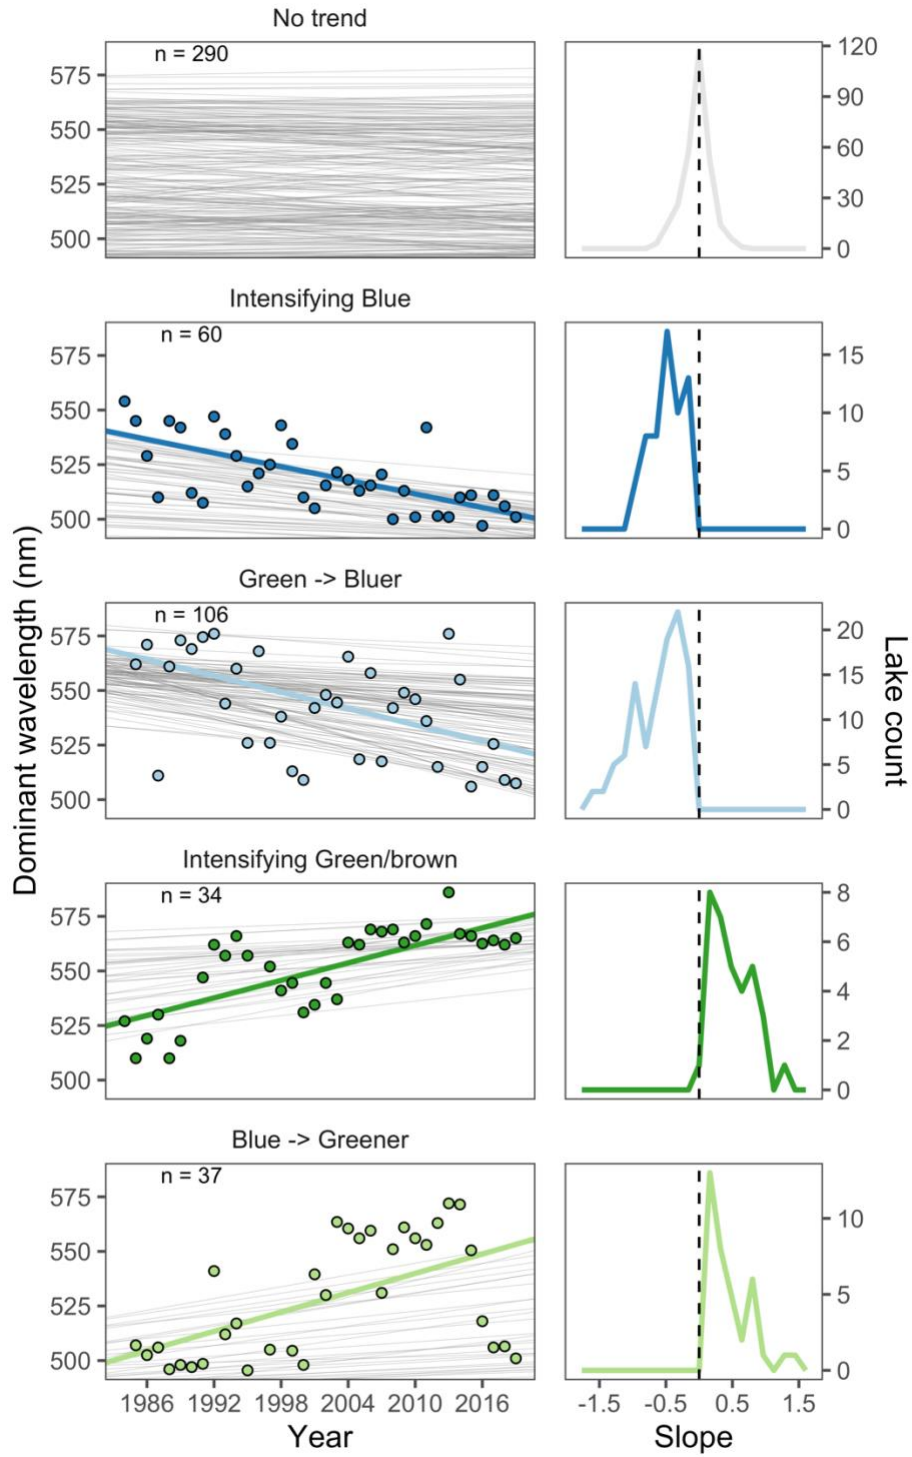 No trend
n = 290
575
550
525
500
120
90
60
30
0
Intensifying Blue
n = 60
575
550
525
500
15
10
5
0
Green -> Bluer
n = 106
575
550
525
500
20
15
10
5
0
Intensifying Green/brown
n = 34
575
550
525
500
8
6
4
2
0
Blue -> Greener
n = 37
575
550
525
500
10
5
0
1986 1992 1998 2004 2010 2016
-1.5 -0.5 0.5 1.5
Year
Slope
Dominant wavelength (nm)
Lake count